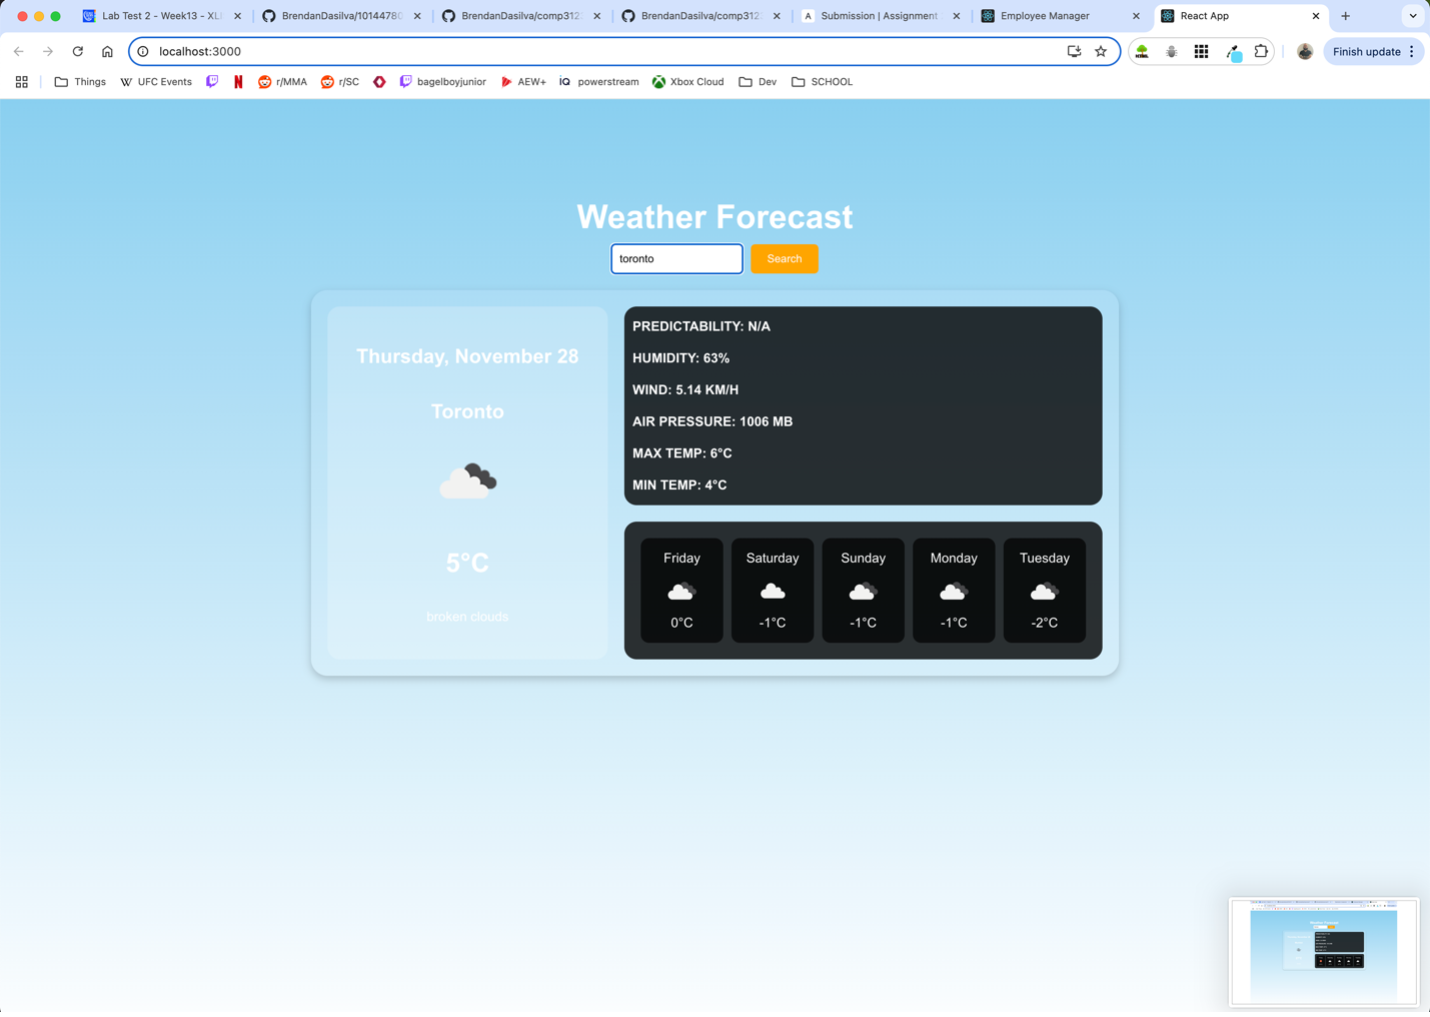 Lab Test 2 - Week13 - XL
BrendanDasilva/10144780
BrendanDasilva/comp312
BrendanDasilva/comp312
Submission | Assignment
Employee Manager
React App
localhost:3000
Finish update
Things
UFC Events
r/MMA
r/SC
bagelboyjunior
AEW+
powerstream
Xbox Cloud
Dev
SCHOOL
Weather Forecast
toronto
Search
Thursday, November 28
Toronto
5°C
broken clouds
PREDICTABILITY: N/A
HUMIDITY: 63%
WIND: 5.14 KM/H
AIR PRESSURE: 1006 MB
MAX TEMP: 6°C
MIN TEMP: 4°C
Friday Saturday Sunday Monday Tuesday
0°C -1°C -1°C -1°C -2°C